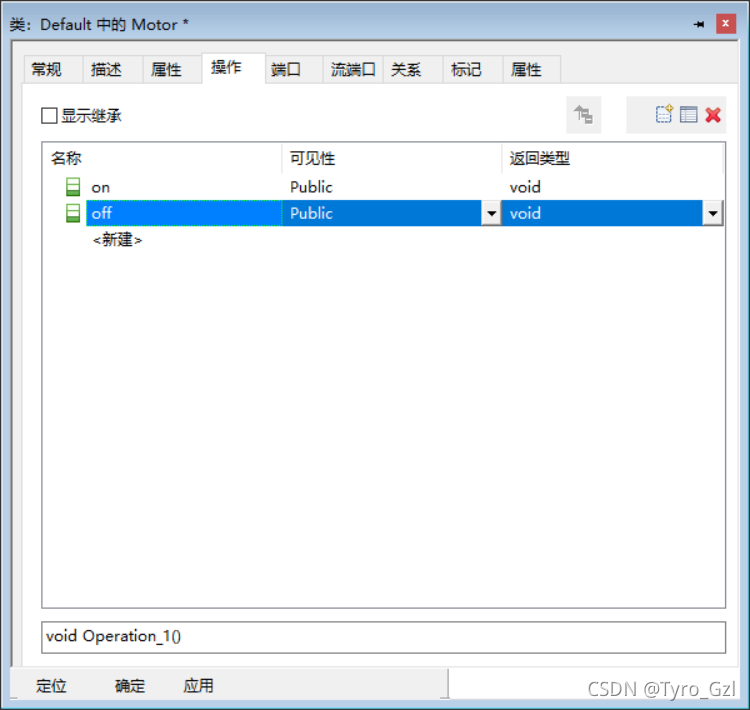 类: Default 中的 Motor *
常规 描述 属性 操作 端口 流端口 关系 标记 属性
显示继承
名称 可见性 返回类型
on Public void
off Public void
<新建>
void Operation_1()
定位 确定 应用
CSDN @Tyro_Gzl